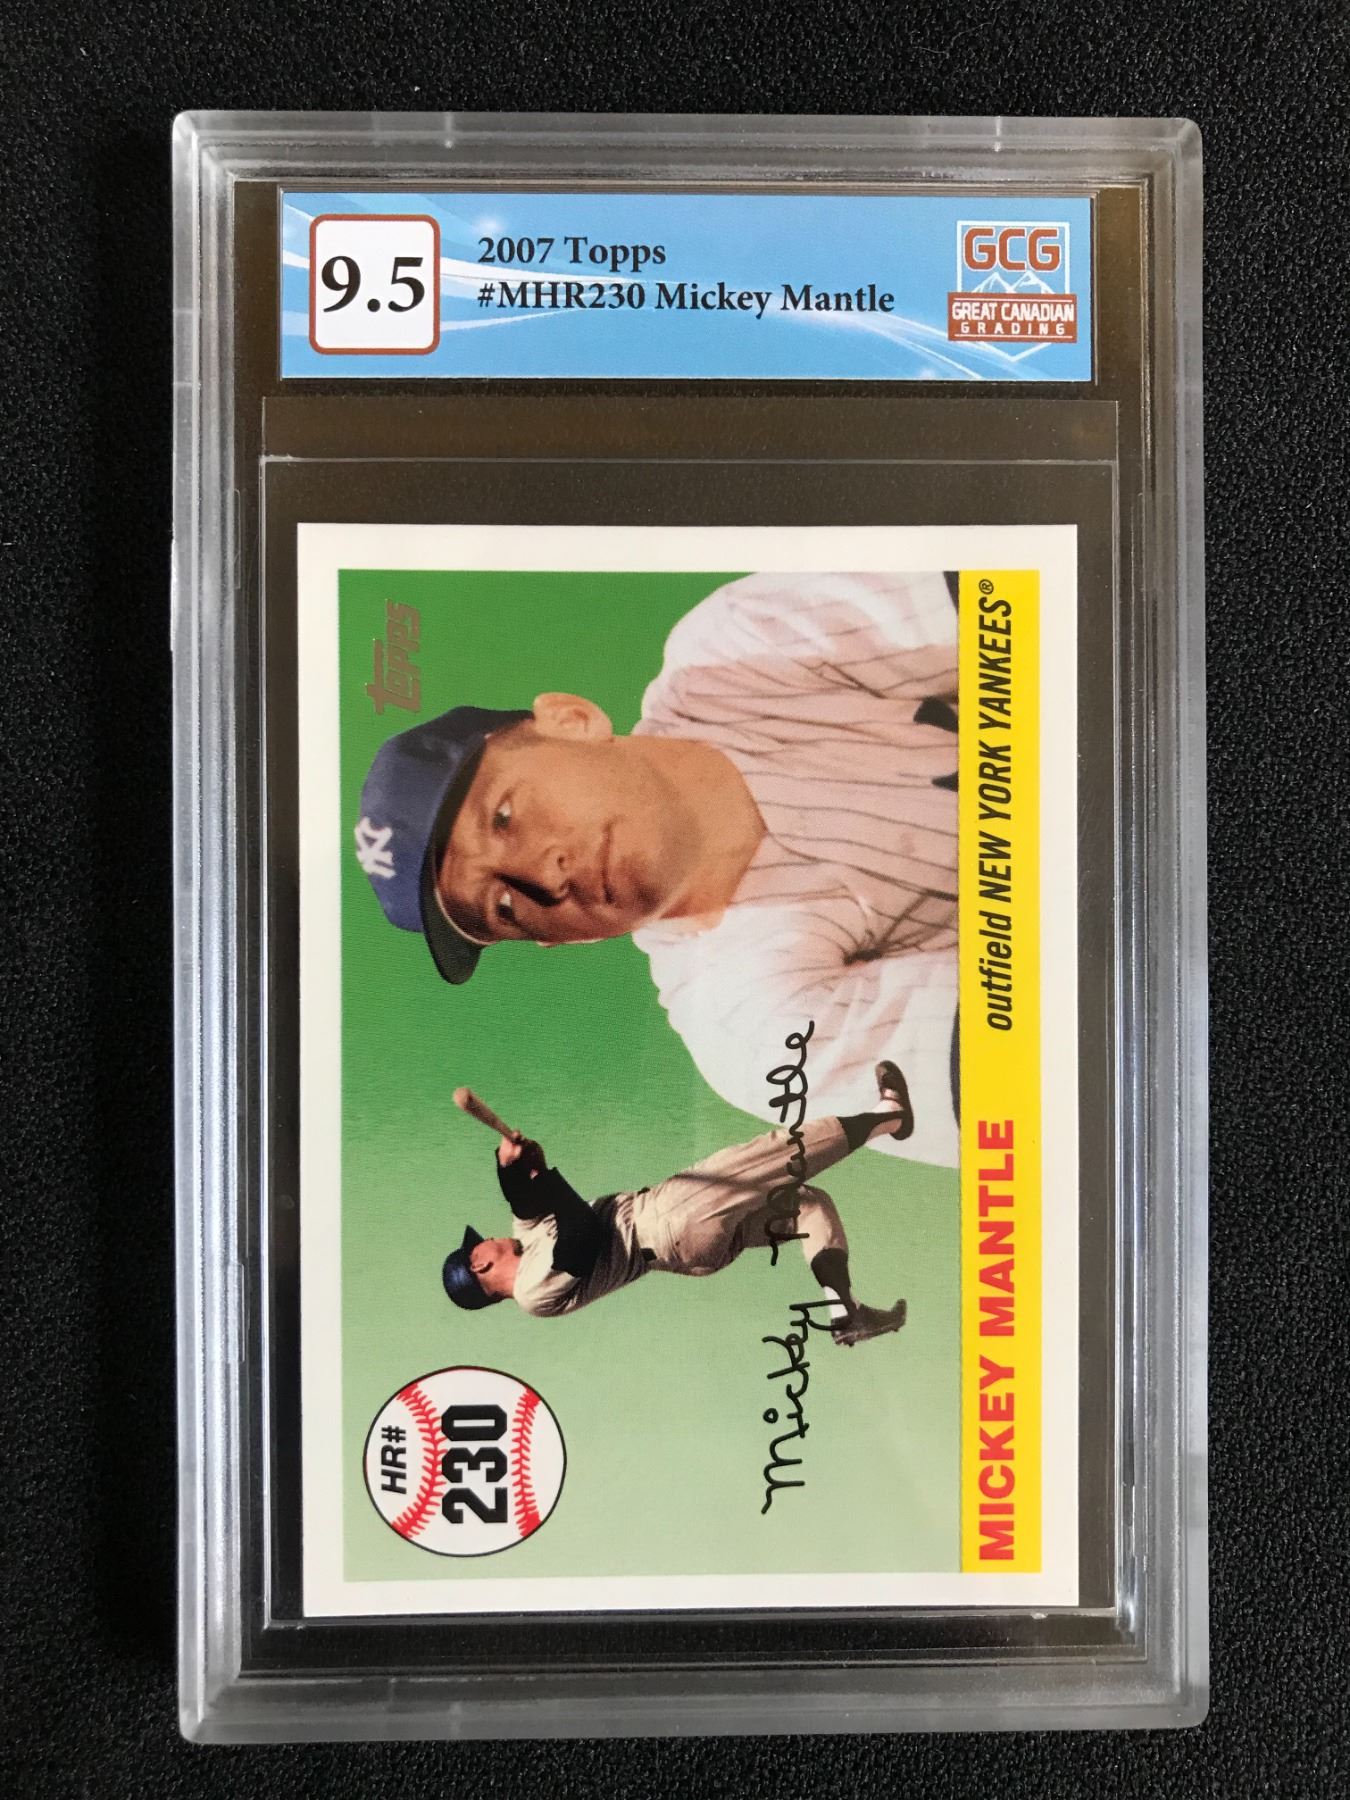 9.5
2007 Topps
#MHR230 Mickey Mantle
GCG
GREAT CANADIAN
GRADING
Topps
NY
HR#
230
Mickey Mantle
MICKEY MANTLE outfield NEW YORK YANKEES®